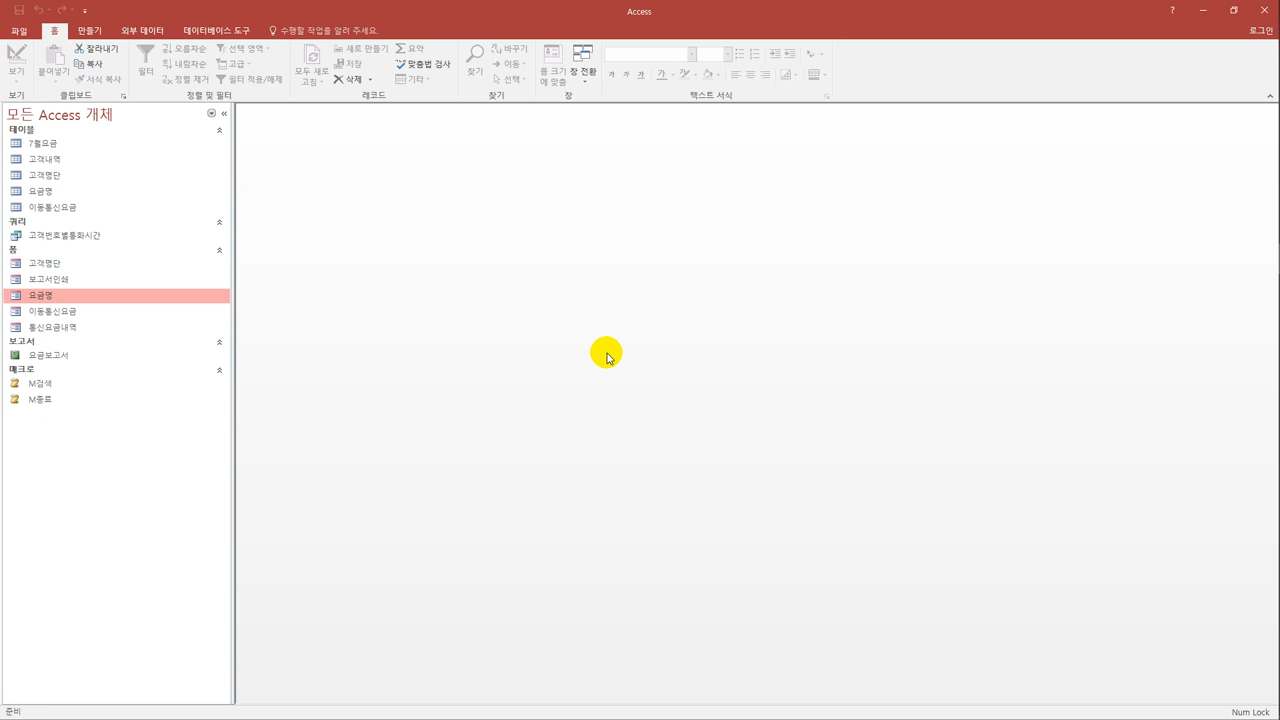 Access
?
파일
홈
만들기
외부 데이터
데이터베이스 도구
수행할 작업을 알려 주세요.
로그인
보기
붙여넣기
잘라내기
복사
서식 복사
필터
오름차순
내림차순
정렬 제거
선택 영역
고급
필터 적용/해제
모두 새로
고침
새로 만들기
저장
삭제
요약
맞춤법 검사
기타
찾기
바꾸기
이동
선택
폼 크기
에 맞춤
창 전환
가
가
가
보기
클립보드
정렬 및 필터
레코드
찾기
창
텍스트 서식
모든 Access 개체
테이블
7월요금
고객내역
고객명단
요금명
이동통신요금
쿼리
고객번호별통화시간
폼
고객명단
보고서인쇄
요금명
이동통신요금
통신요금내역
보고서
요금보고서
매크로
M검색
M종료
준비
Num Lock